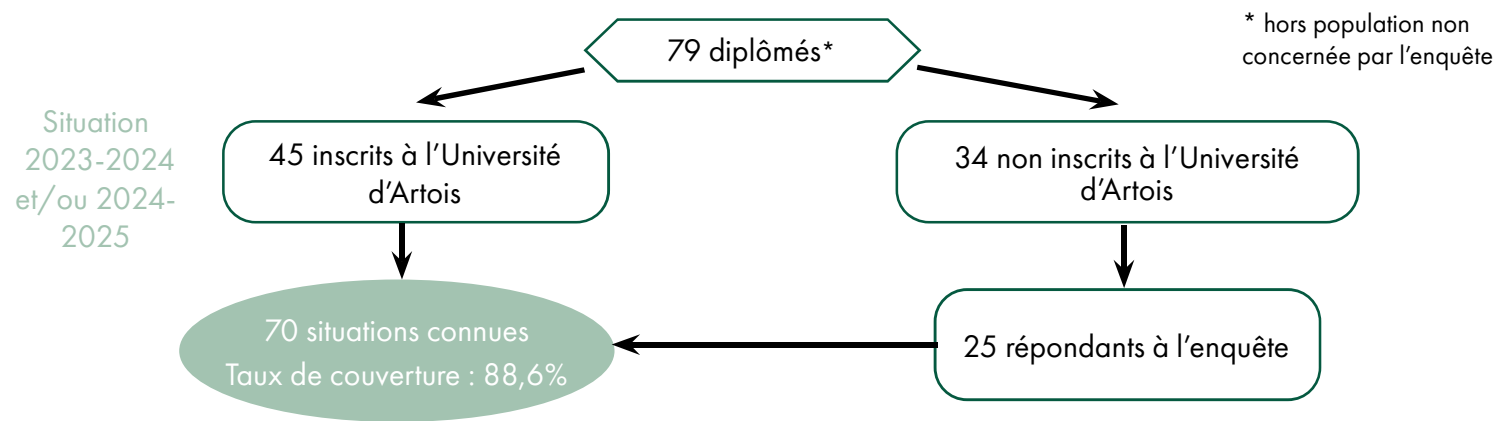 79 diplômés*
* hors population non
concernée par l'enquête
Situation
2023-2024
et/ou 2024-
2025
45 inscrits à l'Université
d'Artois
34 non inscrits à l'Université
d'Artois
70 situations connues
Taux de couverture : 88,6%
25 répondants à l'enquête